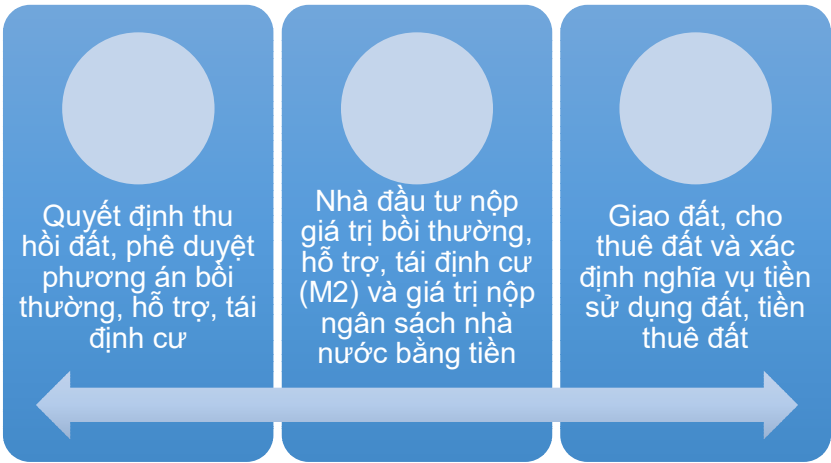 Quyết định thu
hồi đất, phê duyệt
phương án bồi
thường, hỗ trợ, tái
định cư
Nhà đầu tư nộp
giá trị bồi thường,
hỗ trợ, tái định cư
(M2) và giá trị nộp
ngân sách nhà
nước bằng tiền
Giao đất, cho
thuê đất và xác
định nghĩa vụ tiền
sử dụng đất, tiền
thuê đất